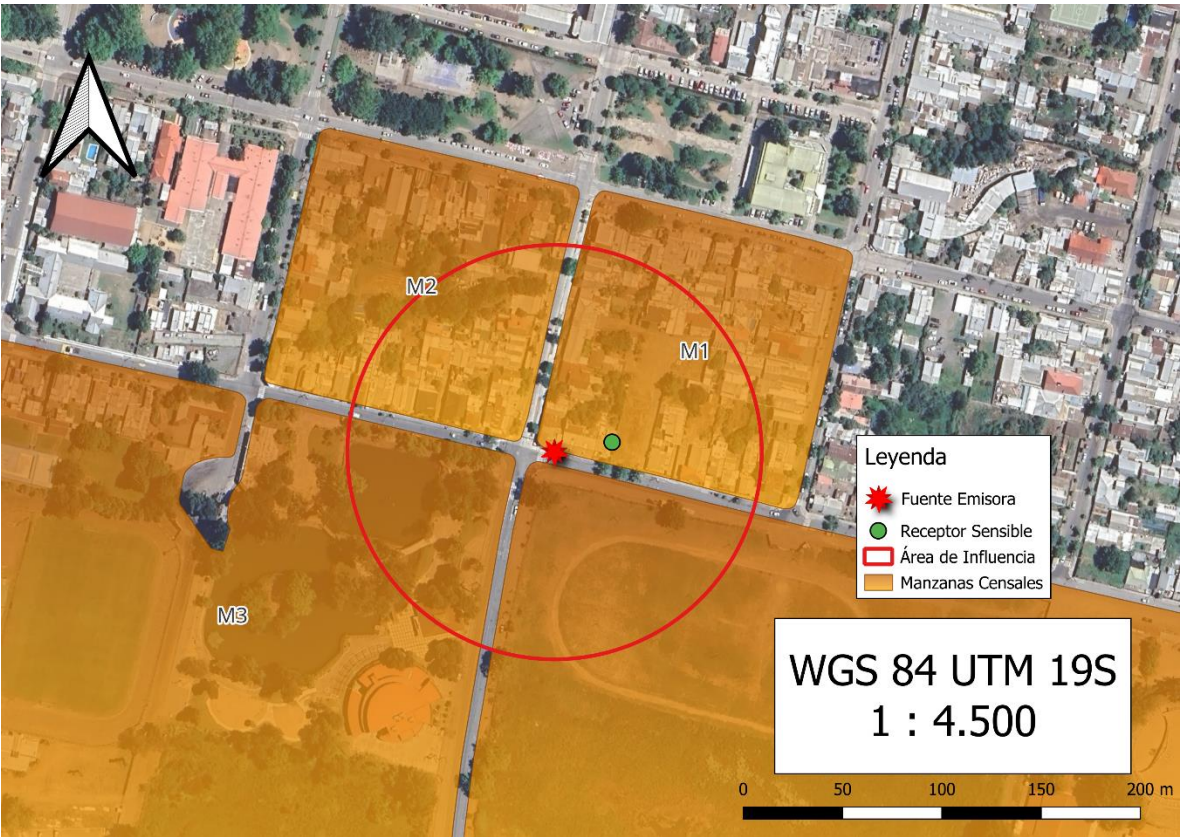 M2
M1
M3
Leyenda
Fuente Emisora
Receptor Sensible
Área de Influencia
Manzanas Censales
WGS 84 UTM 19S
1 : 4.500
0 50 100 150 200 m